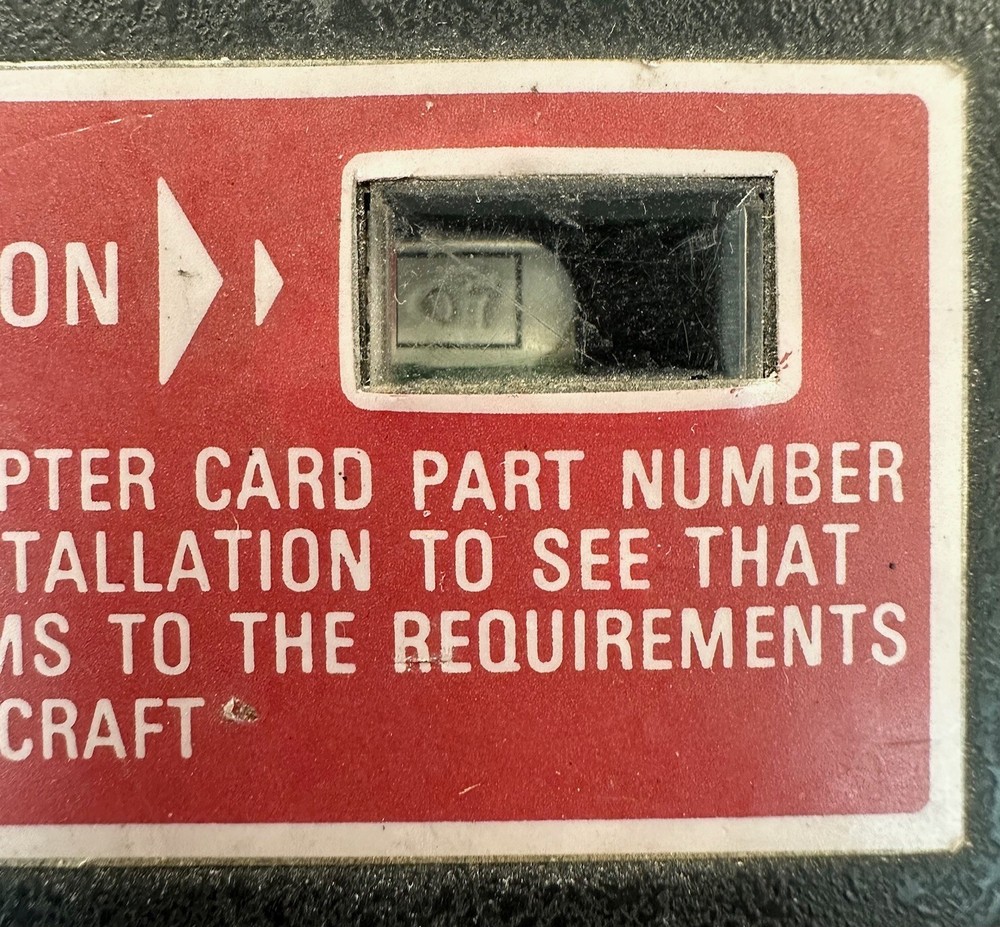 ON
07
PTER CARD PART NUMBER
TALLATION TO SEE THAT
MS TO THE REQUIREMENTS
CRAFT